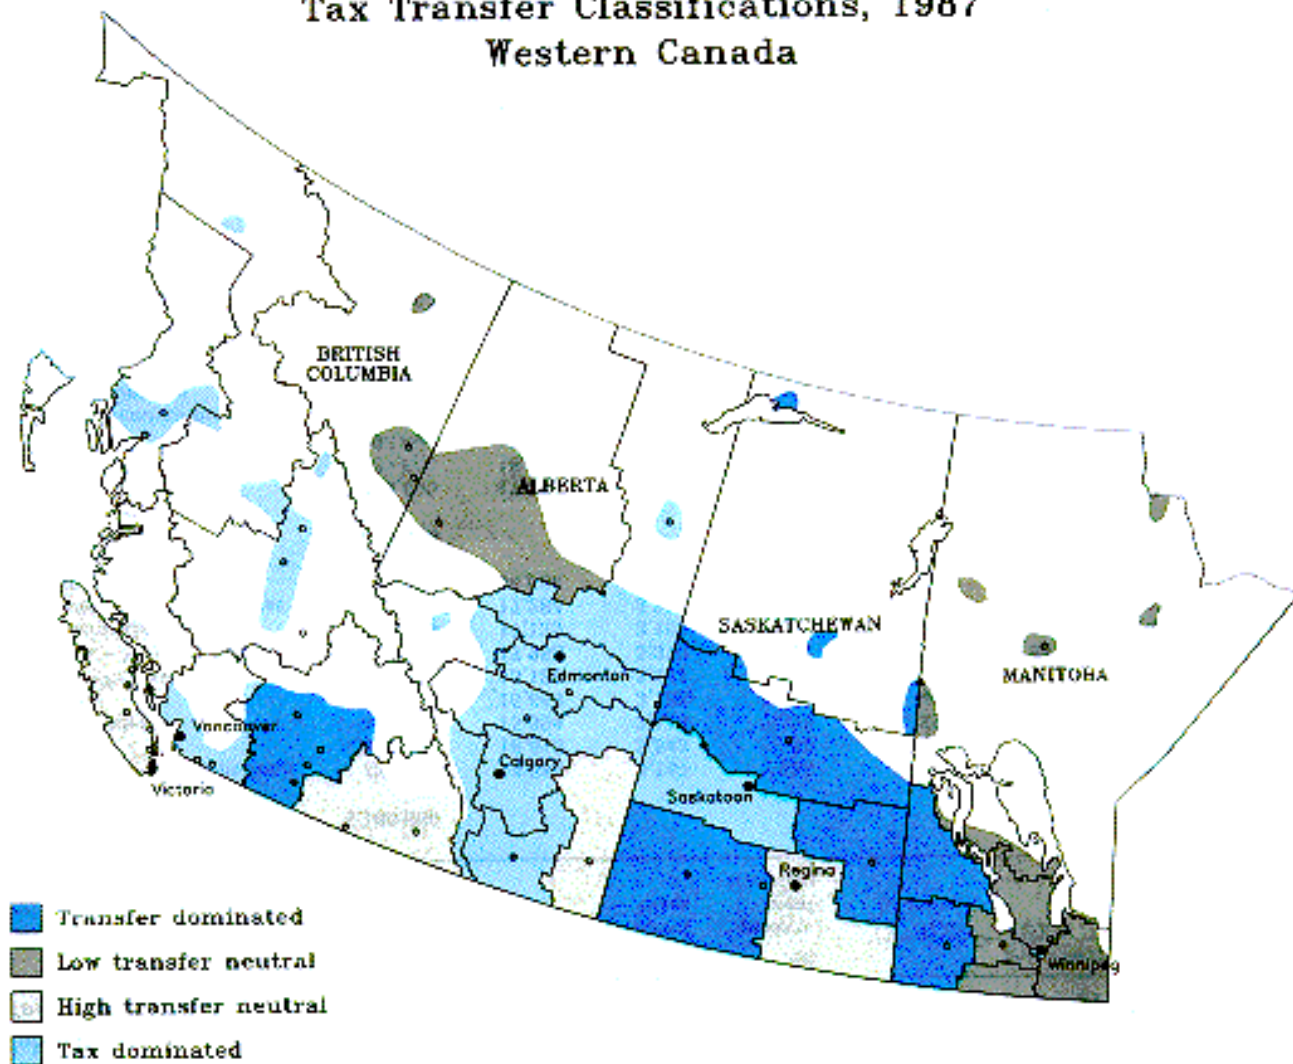 Tax Transfer Classifications, 1987
Western Canada
BRITISH
COLUMBIA
ALBERTA
SASKATCHEWAN
MANITOBA
Edmonton
Vancouver
Calgary
Saskatoon
Victoria
Regina
Winnipeg
Transfer dominated
Low transfer neutral
High transfer neutral
Tax dominated